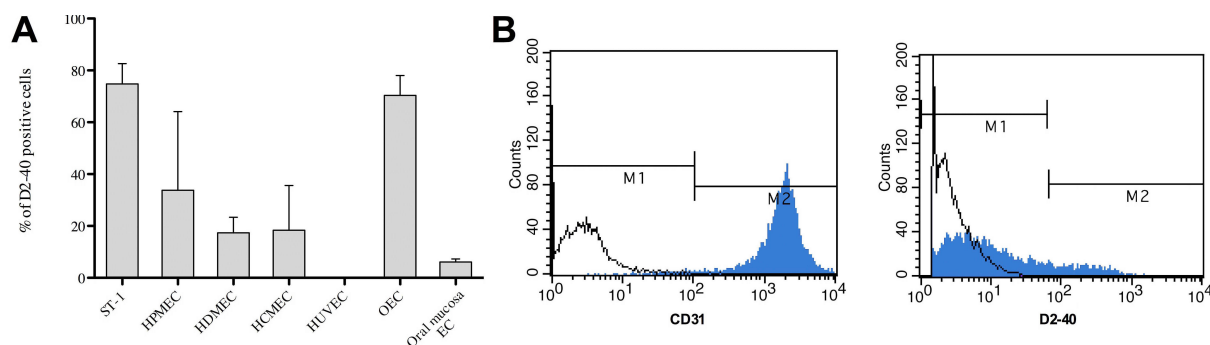 A
% of D2-40 positive cells
100
80
60
40
20
0
ST-1
HPMEC
HDMEC
HCMEC
HUVEC
OEC
Oral mucosa
EC
B
Counts
200
160
120
80
40
0
M1
M2
10^0
10^1
10^2
10^3
10^4
CD31
Counts
200
160
120
80
40
0
M1
M2
10^0
10^1
10^2
10^3
10^4
D2-40